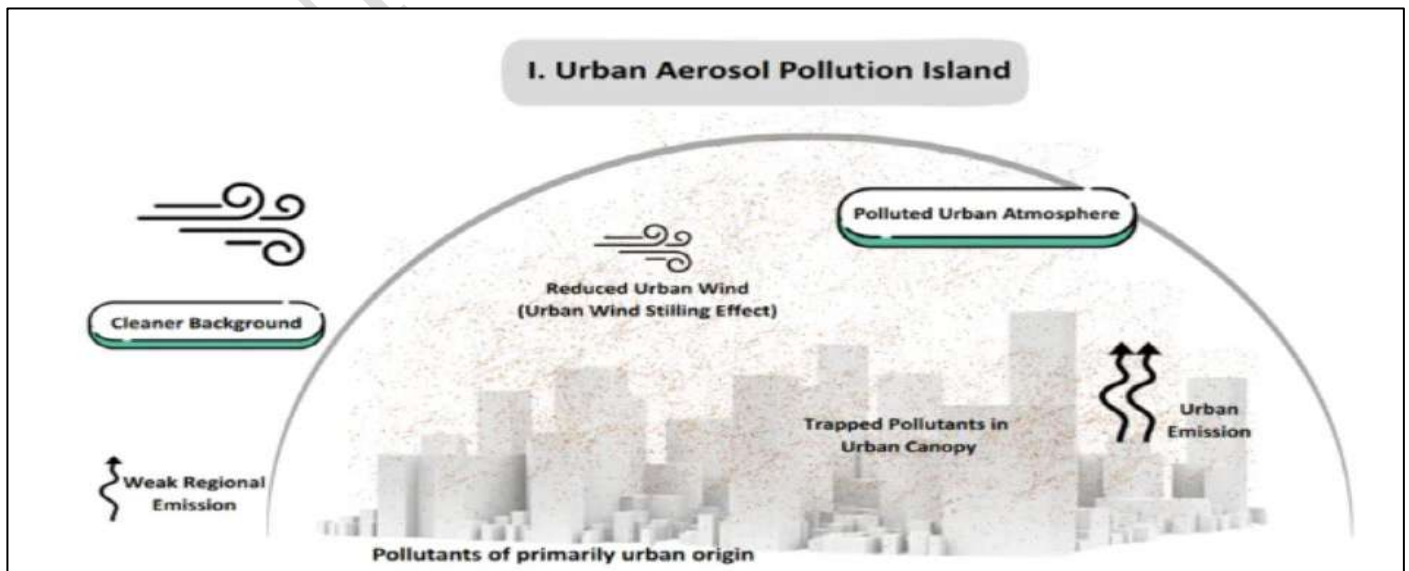 I. Urban Aerosol Pollution Island
Polluted Urban Atmosphere
Reduced Urban Wind
(Urban Wind Stilling Effect)
Cleaner Background
Trapped Pollutants in
Urban Canopy
Urban
Emission
Weak Regional
Emission
Pollutants of primarily urban origin